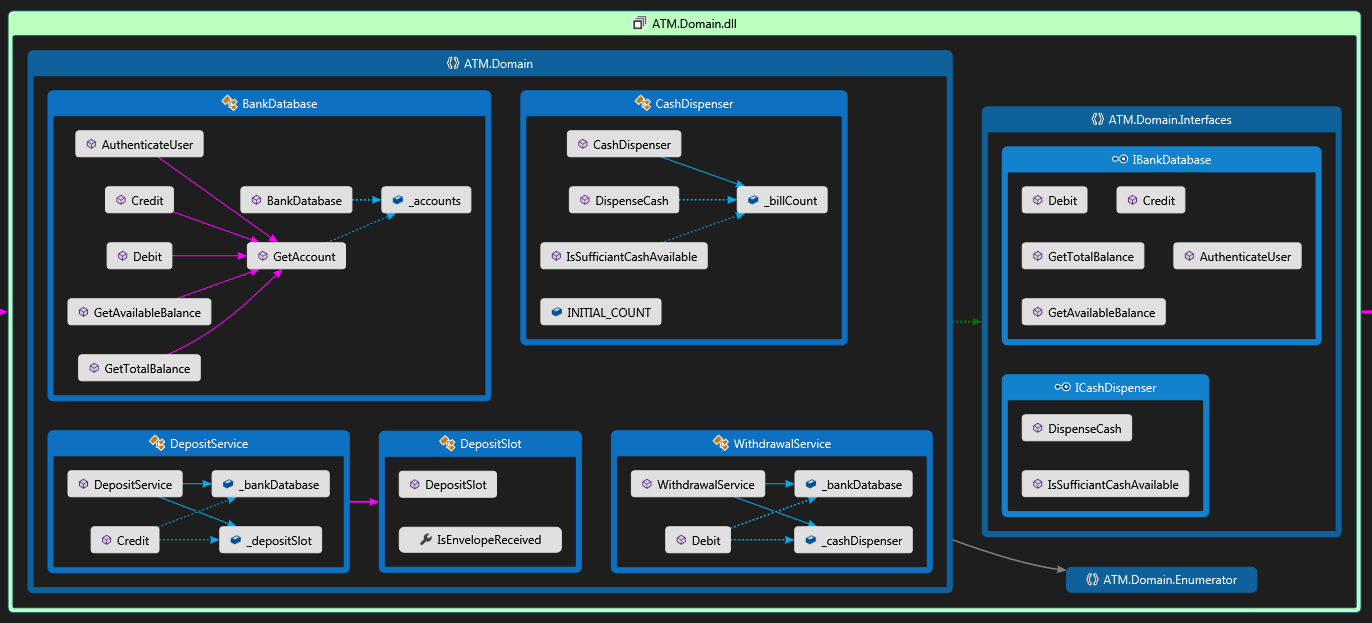 ATM.Domain.dll
ATM.Domain
BankDatabase
AuthenticateUser
Credit
BankDatabase
_accounts
Debit
GetAccount
GetAvailableBalance
GetTotalBalance
CashDispenser
CashDispenser
DispenseCash
_billCount
IsSufficiantCashAvailable
INITIAL_COUNT
DepositService
DepositService
_bankDatabase
Credit
_depositSlot
DepositSlot
DepositSlot
IsEnvelopeReceived
WithdrawalService
WithdrawalService
_bankDatabase
Debit
_cashDispenser
ATM.Domain.Interfaces
IBankDatabase
Debit
Credit
GetTotalBalance
AuthenticateUser
GetAvailableBalance
ICashDispenser
DispenseCash
IsSufficiantCashAvailable
ATM.Domain.Enumerator